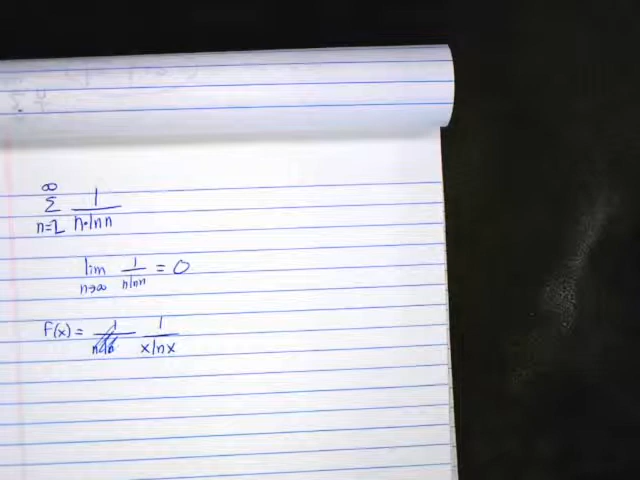 ∞
Σ 1/(n·ln n)
n=2
lim 1/(n ln n) = 0
n→∞
f(x) = 1/(x ln x)